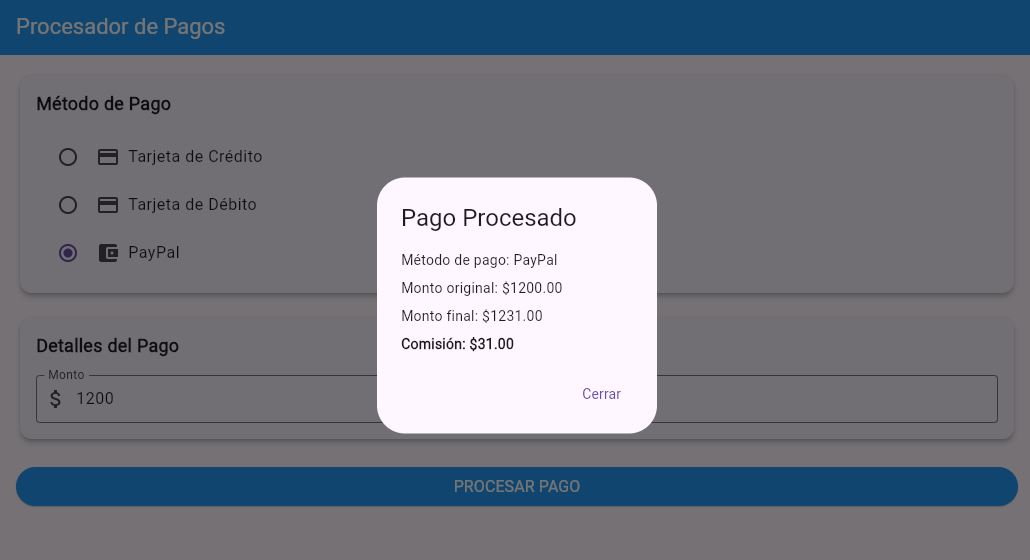 Procesador de Pagos
Método de Pago
Tarjeta de Crédito
Tarjeta de Débito
PayPal
Pago Procesado
Método de pago: PayPal
Monto original: $1200.00
Monto final: $1231.00
Comisión: $31.00
Cerrar
Detalles del Pago
Monto
$ 1200
PROCESAR PAGO